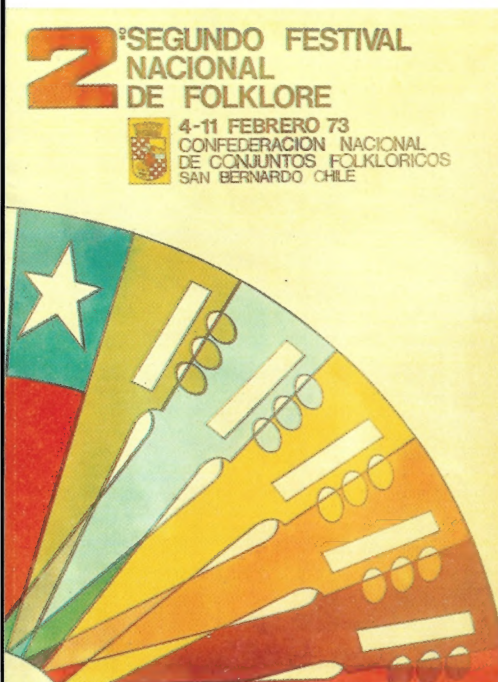 2º SEGUNDO FESTIVAL
NACIONAL
DE FOLKLORE
4-11 FEBRERO 73
CONFEDERACION NACIONAL
DE CONJUNTOS FOLKLORICOS
SAN BERNARDO CHILE